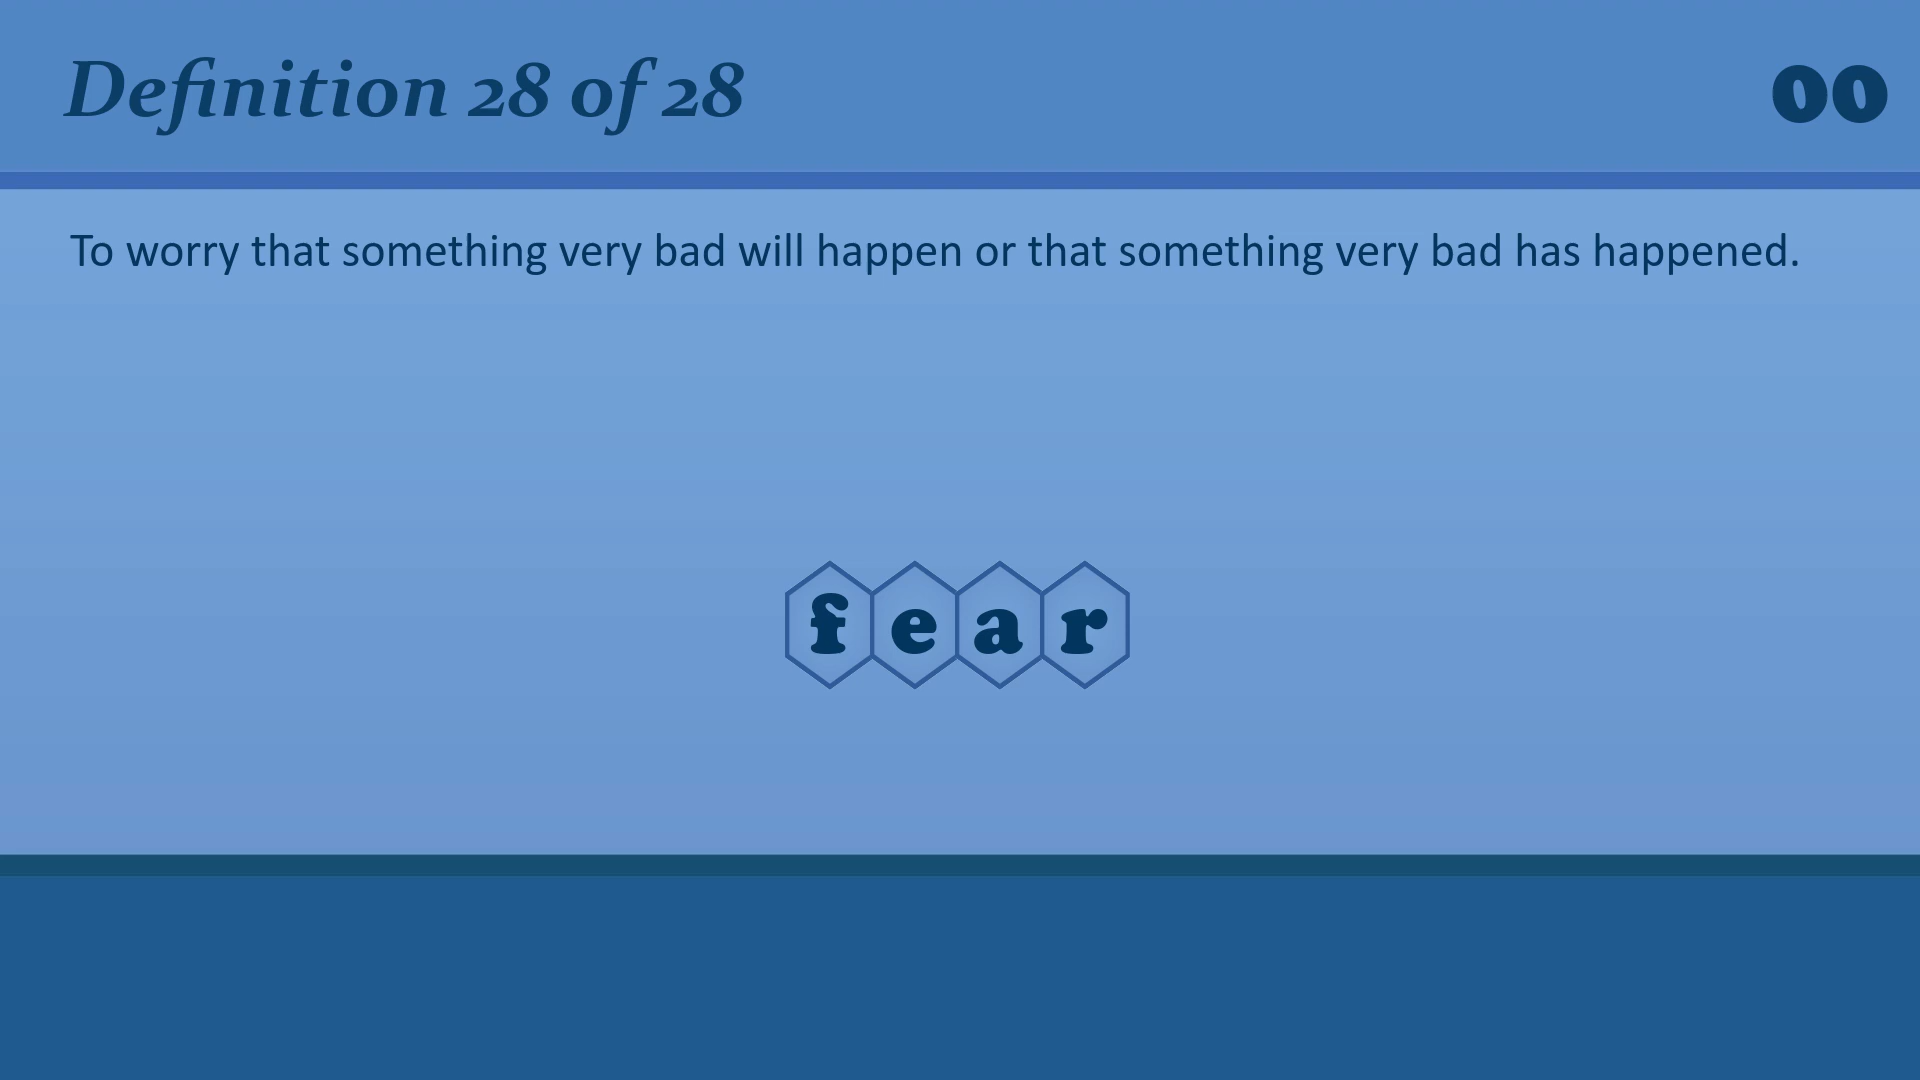 Definition 28 of 28
00
To worry that something very bad will happen or that something very bad has happened.
fear